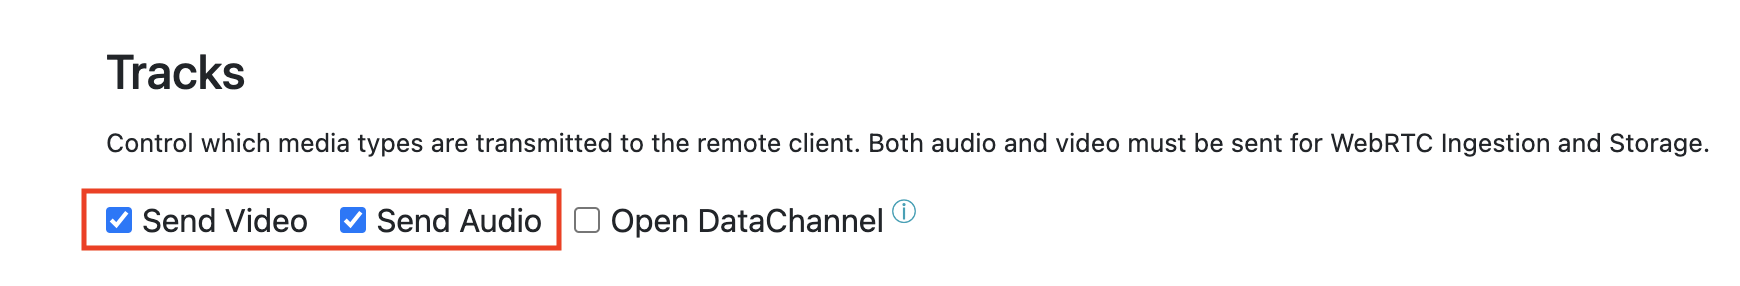 Tracks
Control which media types are transmitted to the remote client. Both audio and video must be sent for WebRTC Ingestion and Storage.
Send Video Send Audio Open DataChannel ⓘ